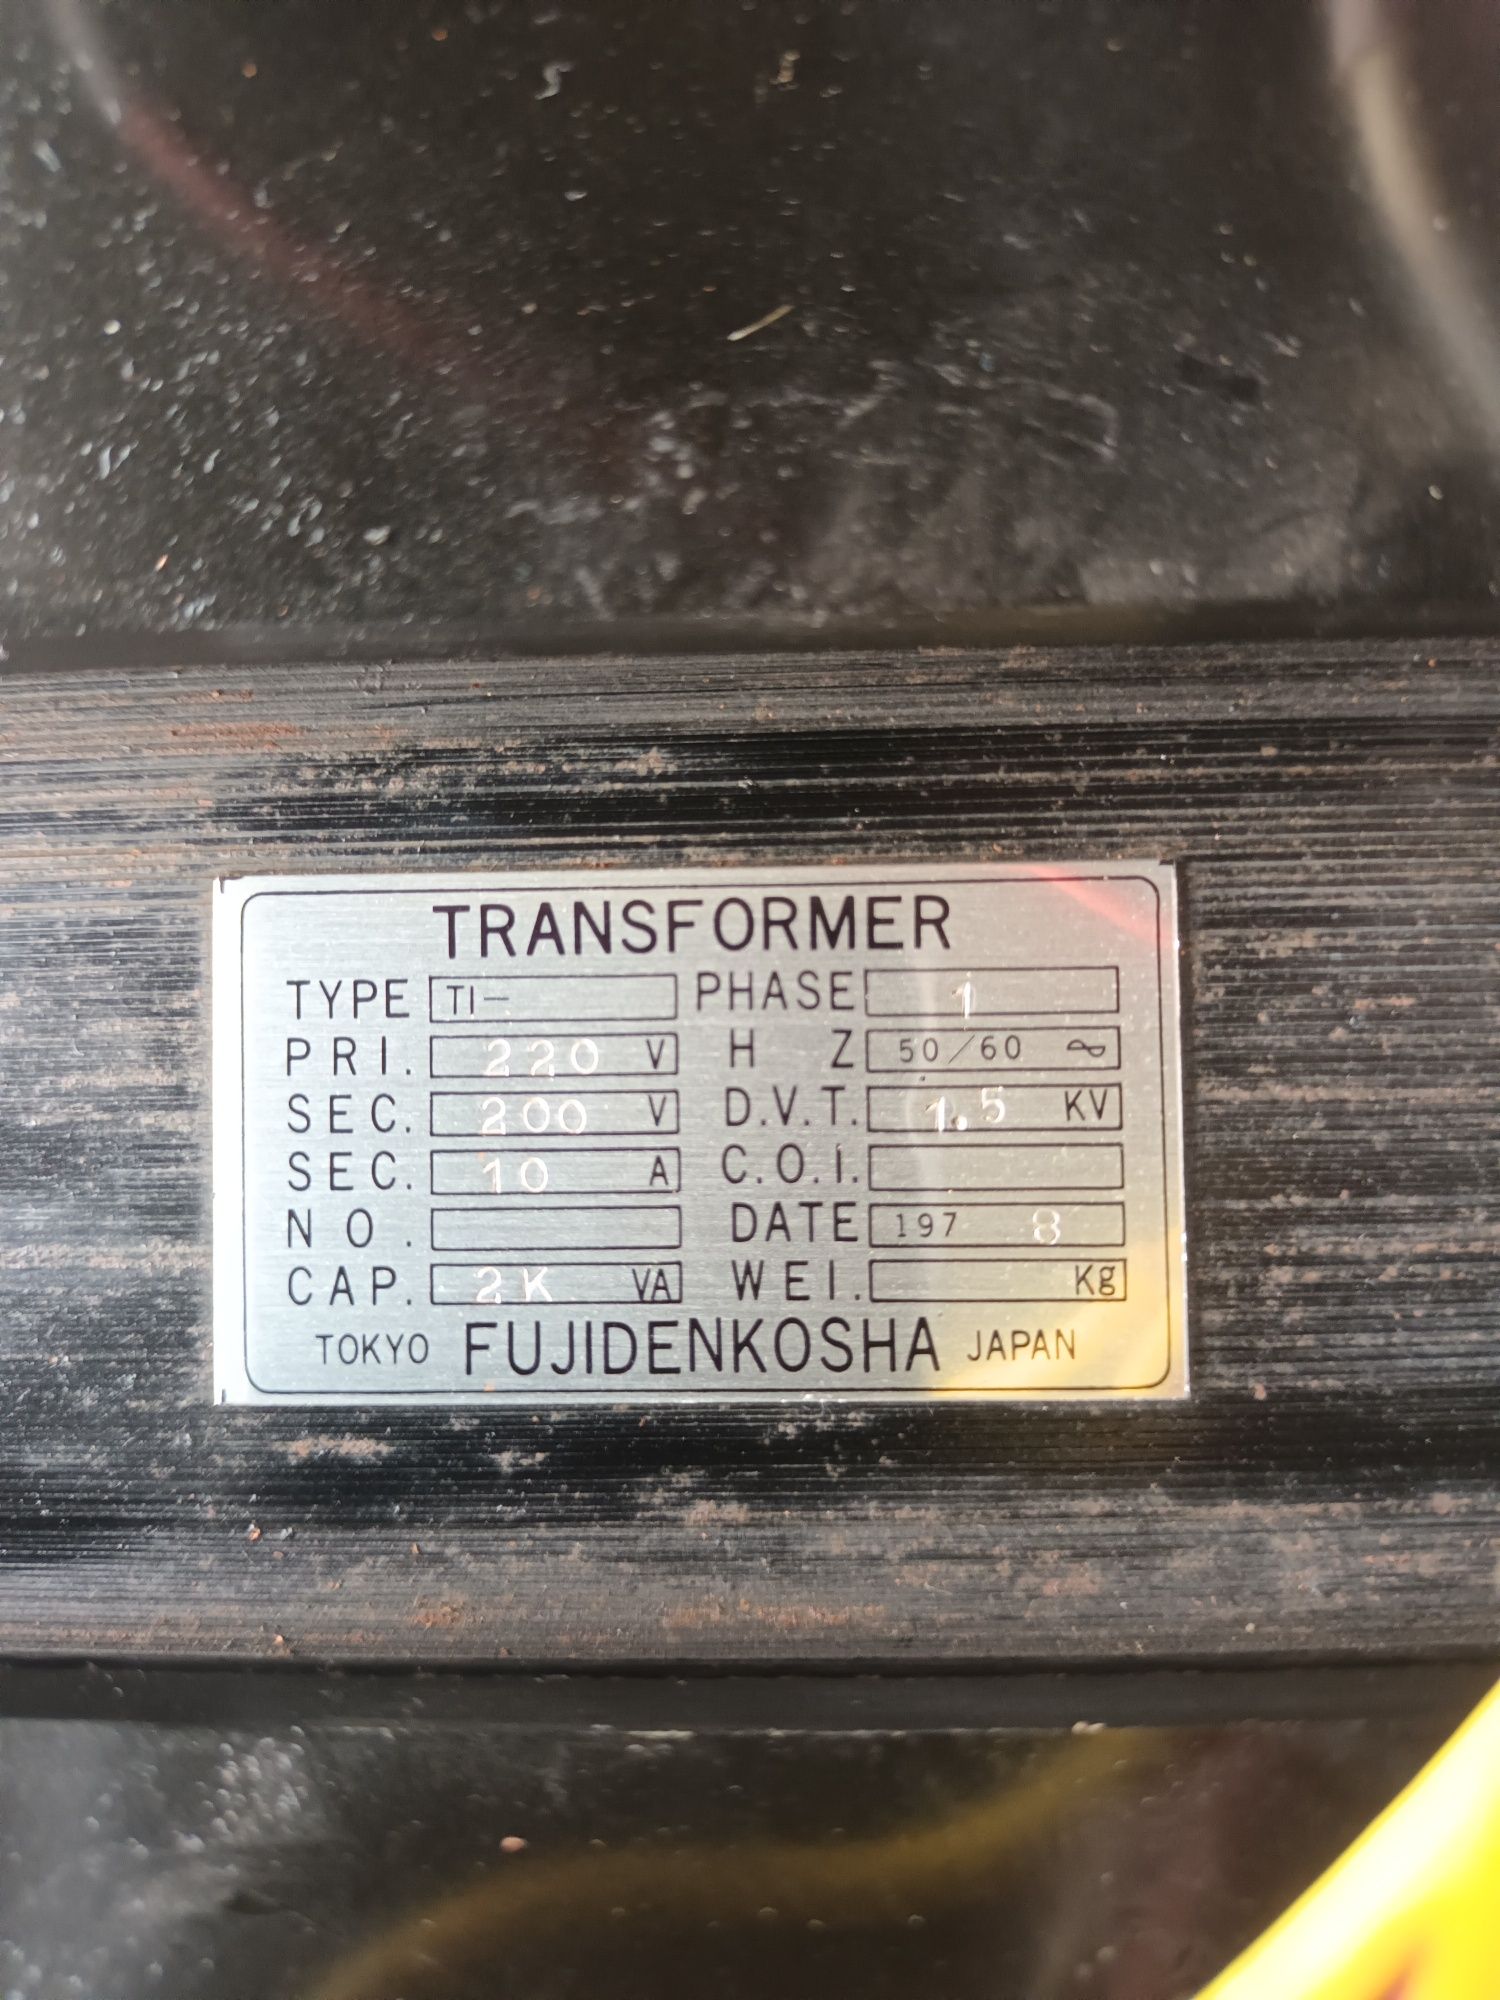 TRANSFORMER
TYPE TI— PHASE 1
PRI. 220 V HZ 50/60 ~
SEC. 200 V D.V.T. 1.5 KV
SEC. 10 A C.O.I.
NO. DATE 197 8
CAP. 2K VA WEI. Kg
TOKYO FUJIDENKOSHA JAPAN